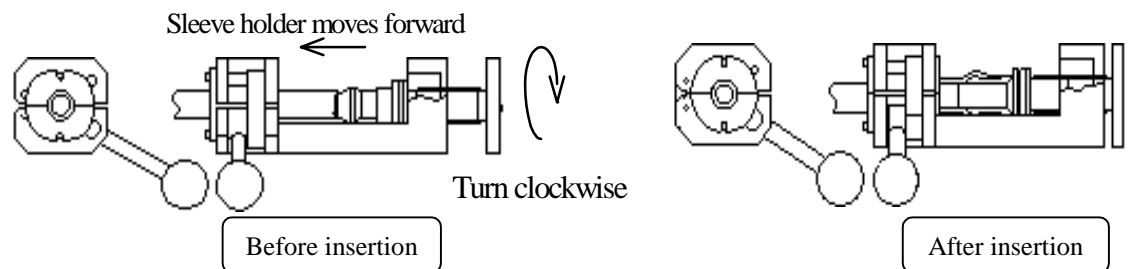 Sleeve holder moves forward
Turn clockwise
Before insertion
After insertion